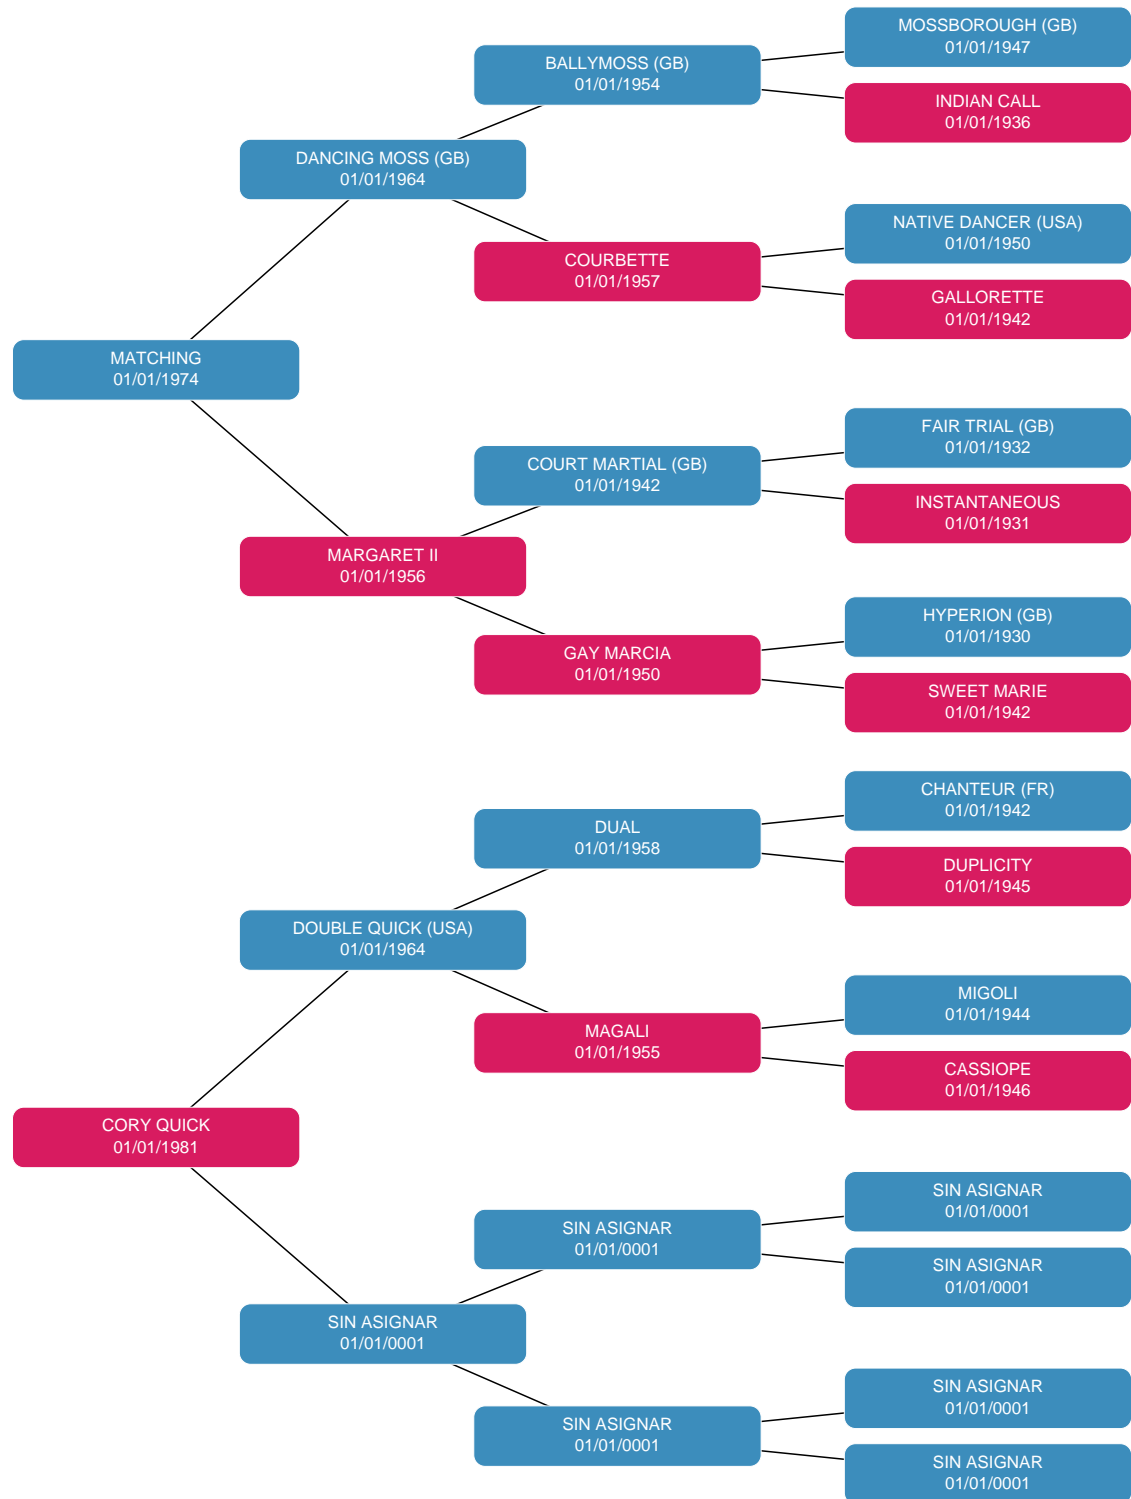 MOSSBOROUGH (GB)
01/01/1947
BALLYMOSS (GB)
01/01/1954
INDIAN CALL
01/01/1936
DANCING MOSS (GB)
01/01/1964
NATIVE DANCER (USA)
01/01/1950
COURBETTE
01/01/1957
GALLORETTE
01/01/1942
MATCHING
01/01/1974
FAIR TRIAL (GB)
01/01/1932
COURT MARTIAL (GB)
01/01/1942
INSTANTANEOUS
01/01/1931
MARGARET II
01/01/1956
HYPERION (GB)
01/01/1930
GAY MARCIA
01/01/1950
SWEET MARIE
01/01/1942
CHANTEUR (FR)
01/01/1942
DUAL
01/01/1958
DUPLICITY
01/01/1945
DOUBLE QUICK (USA)
01/01/1964
MIGOLI
01/01/1944
MAGALI
01/01/1955
CASSIOPE
01/01/1946
CORY QUICK
01/01/1981
SIN ASIGNAR
01/01/0001
SIN ASIGNAR
01/01/0001
SIN ASIGNAR
01/01/0001
SIN ASIGNAR
01/01/0001
SIN ASIGNAR
01/01/0001
SIN ASIGNAR
01/01/0001
SIN ASIGNAR
01/01/0001